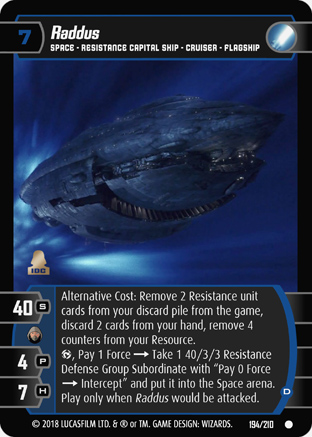 7
Raddus
SPACE - RESISTANCE CAPITAL SHIP - CRUISER - FLAGSHIP
IDC
40 S
4 P
7 H
Alternative Cost: Remove 2 Resistance unit
cards from your discard pile from the game,
discard 2 cards from your hand, remove 4
counters from your Resource.
, Pay 1 Force → Take 1 40/3/3 Resistance
Defense Group Subordinate with "Pay 0 Force
→ Intercept" and put it into the Space arena.
Play only when Raddus would be attacked.
D
© 2018 LUCASFILM LTD. & ® or TM. GAME DESIGN: WIZARDS.
194/210